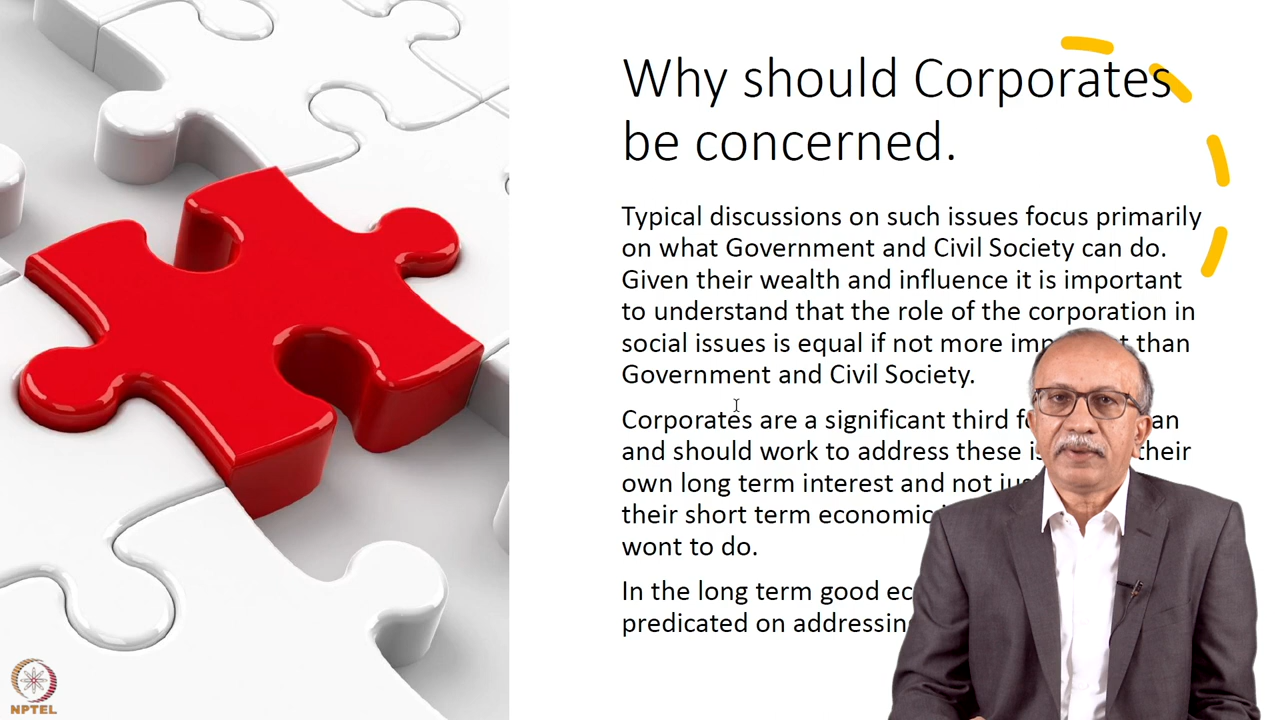 Why should Corporates
be concerned.
Typical discussions on such issues focus primarily
on what Government and Civil Society can do.
Given their wealth and influence it is important
to understand that the role of the corporation in
social issues is equal if not more than
Government and Civil Society.
Corporates are a significant third
and should work to address these their
own long term interest and not
their short term economic
wont to do.
In the long term good
predicated on addressing
NPTEL